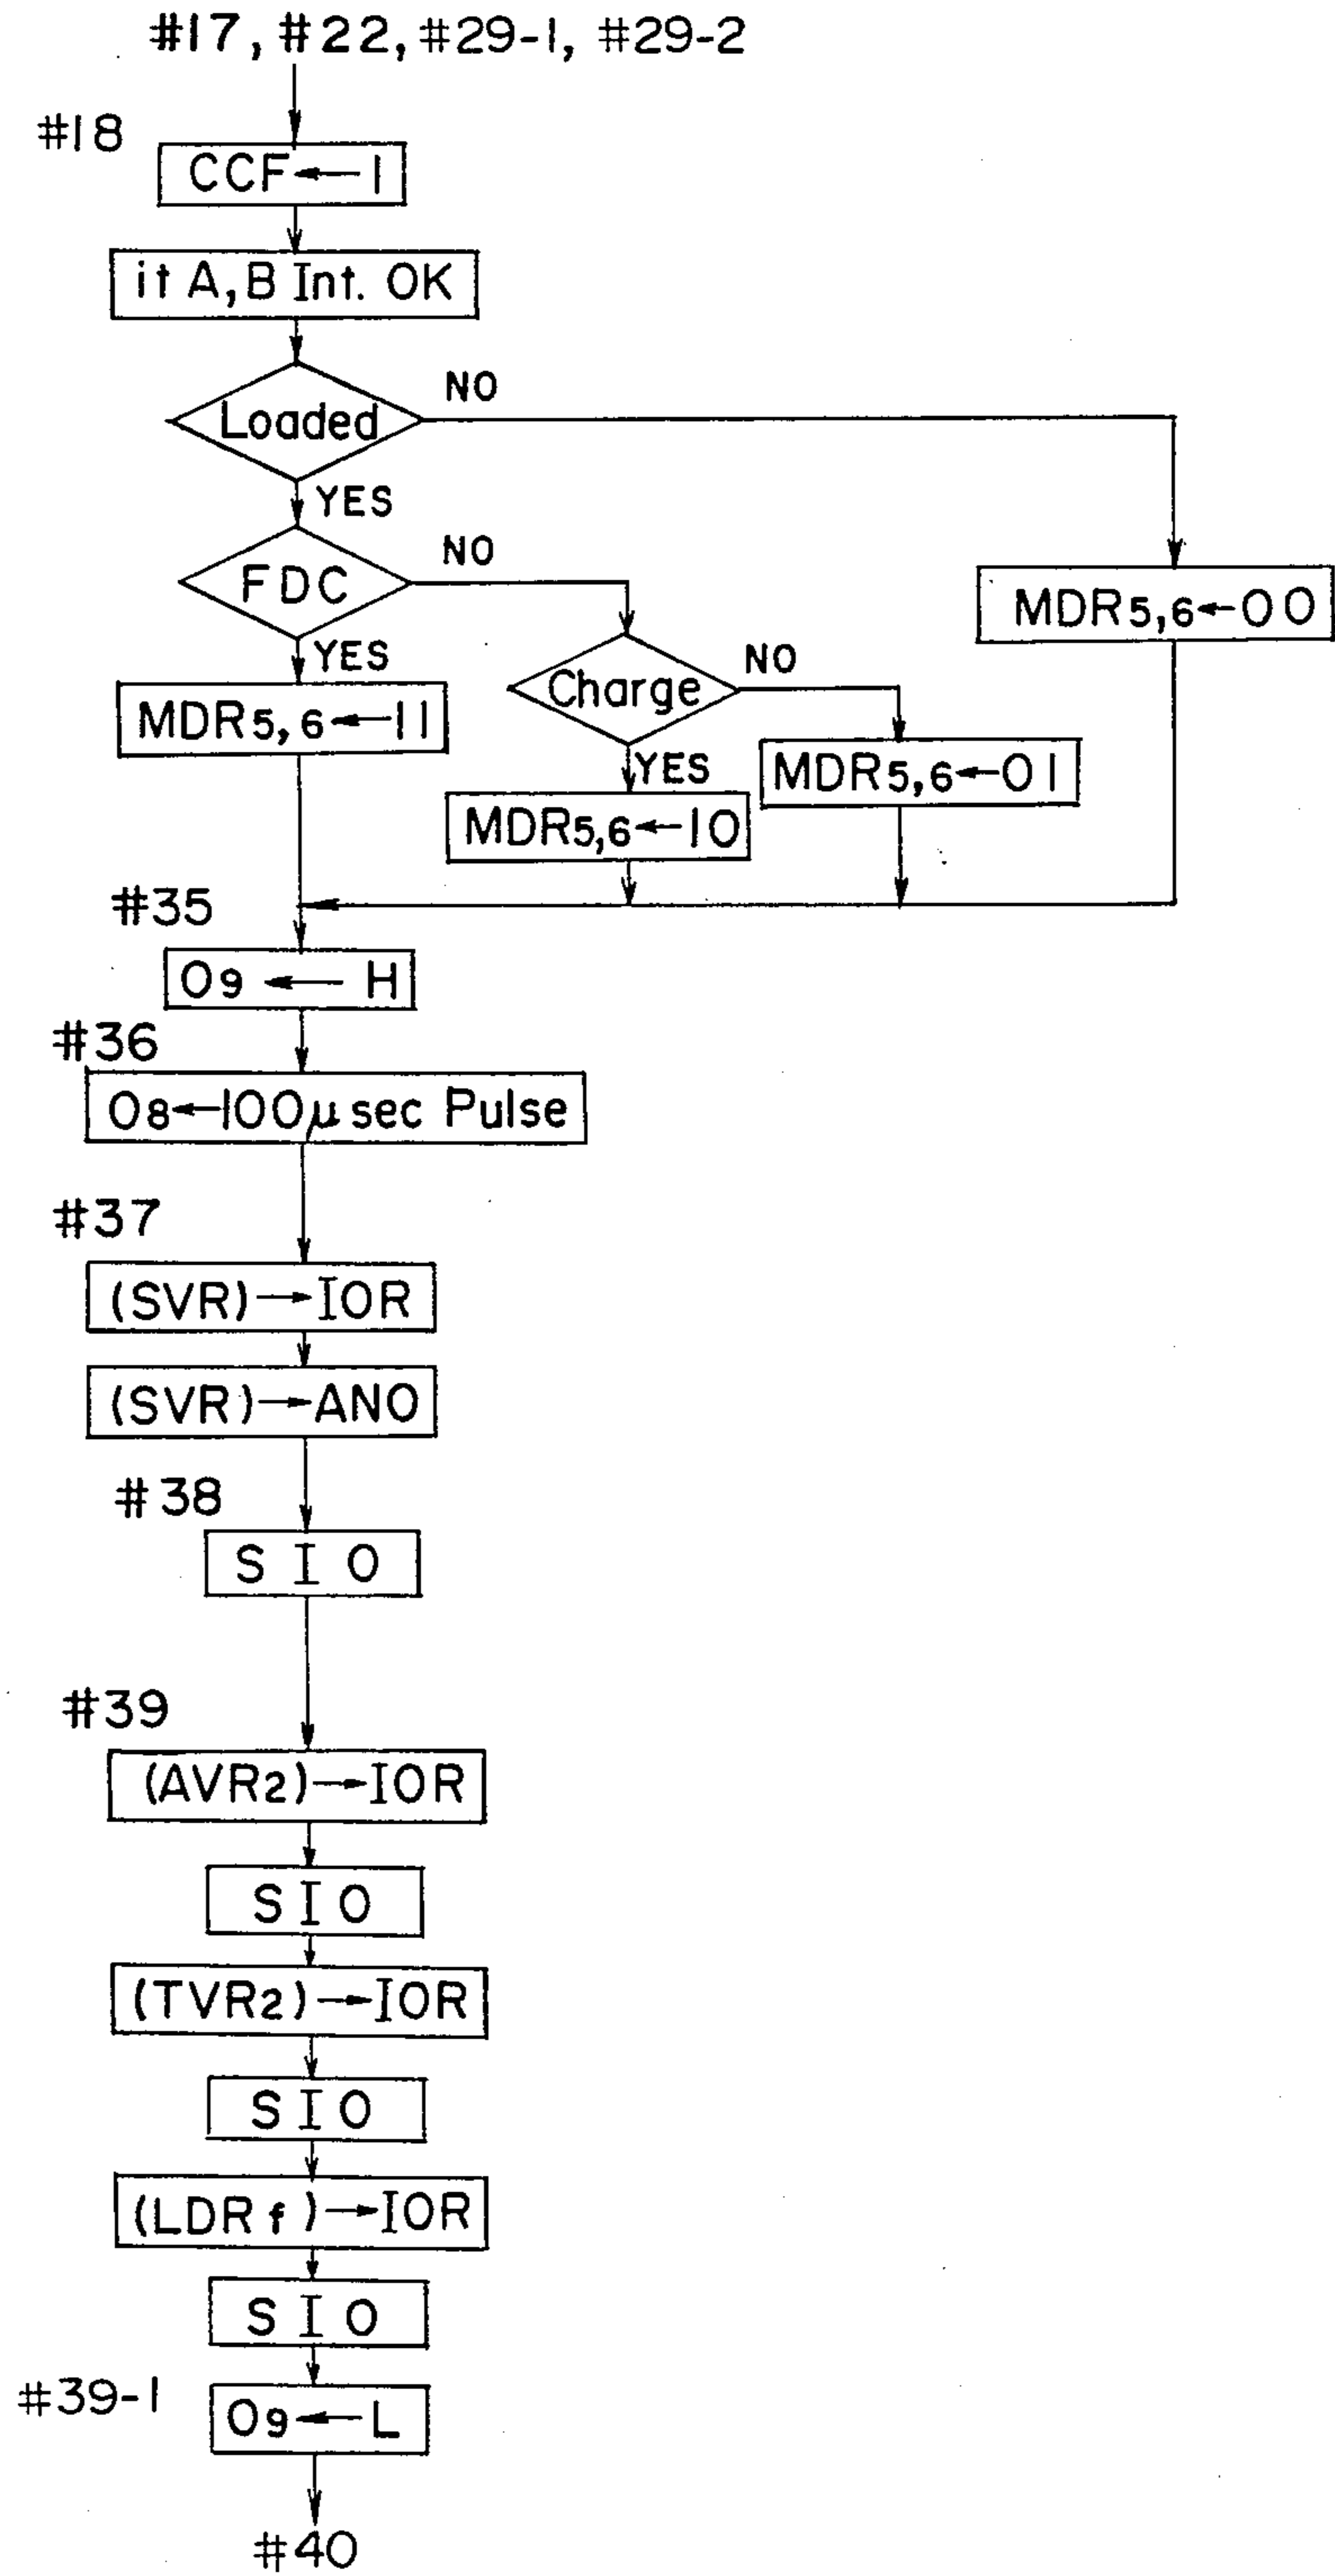 #17, #22, #29-1, #29-2
#18
CCF←1
it A, B Int. OK
Loaded
NO
YES
FDC
NO
YES
MDR5,6←00
Charge
NO
YES
MDR5,6←11
MDR5,6←01
MDR5,6←10
#35
O9 ← H
#36
O8←100μsec Pulse
#37
(SVR)→IOR
(SVR)→ANO
#38
SIO
#39
(AVR2)→IOR
SIO
(TVR2)→IOR
SIO
(LDRf)→IOR
SIO
#39-1
O9←L
#40